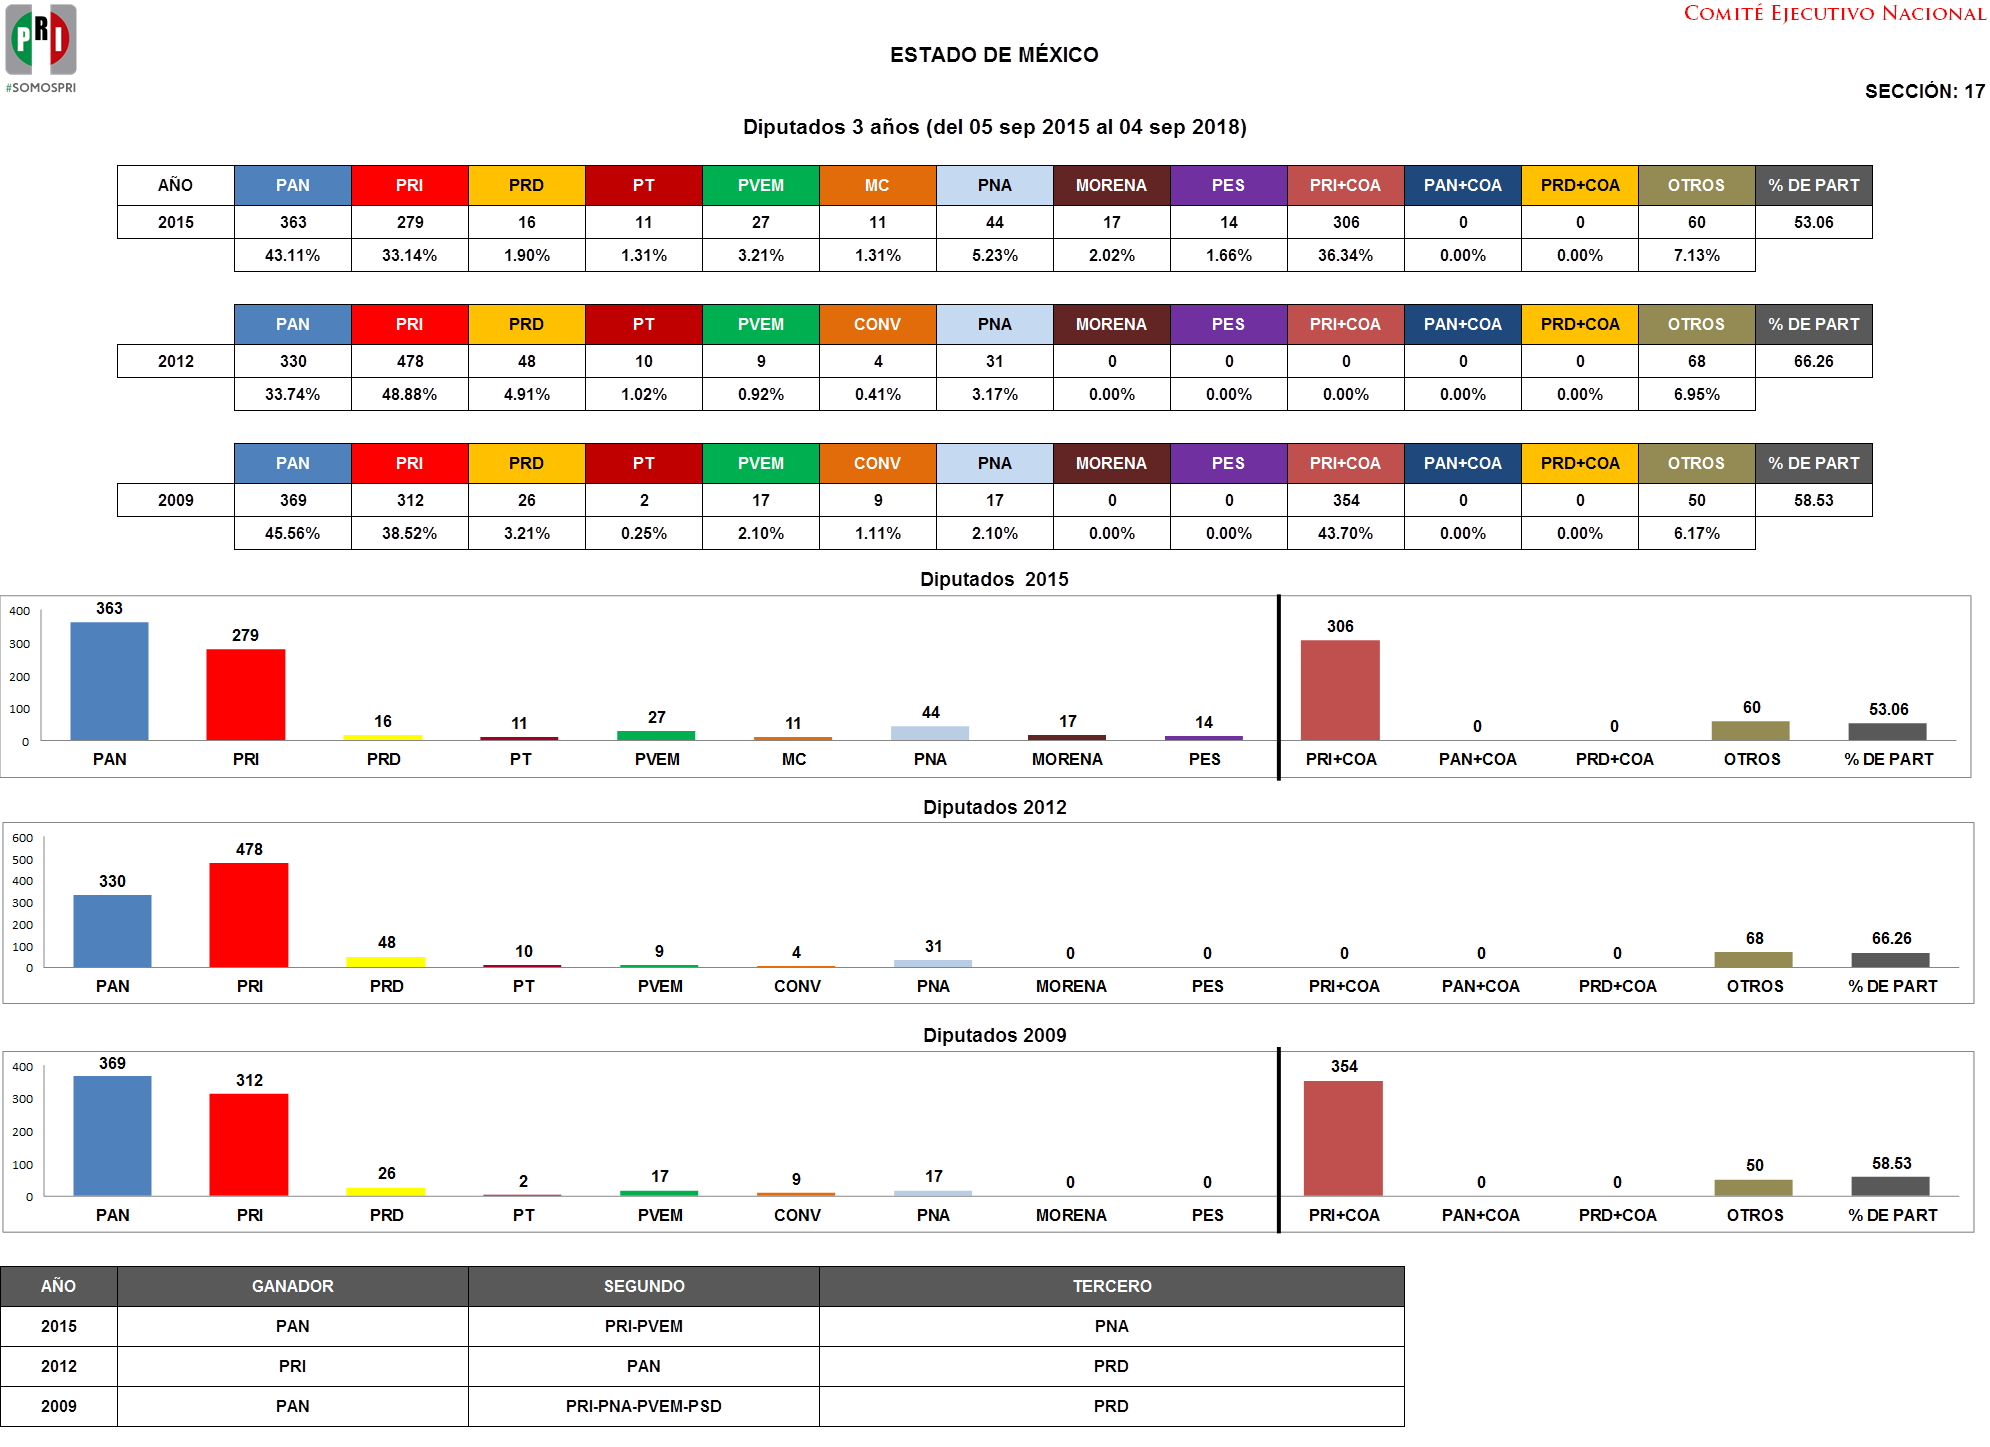 PRI
#SOMOSPRI
COMITÉ EJECUTIVO NACIONAL
ESTADO DE MÉXICO
SECCIÓN: 17
Diputados 3 años (del 05 sep 2015 al 04 sep 2018)
AÑO PAN PRI PRD PT PVEM MC PNA MORENA PES PRI+COA PAN+COA PRD+COA OTROS % DE PART
2015 363 279 16 11 27 11 44 17 14 306 0 0 60 53.06
43.11% 33.14% 1.90% 1.31% 3.21% 1.31% 5.23% 2.02% 1.66% 36.34% 0.00% 0.00% 7.13%
PAN PRI PRD PT PVEM CONV PNA MORENA PES PRI+COA PAN+COA PRD+COA OTROS % DE PART
2012 330 478 48 10 9 4 31 0 0 0 0 0 68 66.26
33.74% 48.88% 4.91% 1.02% 0.92% 0.41% 3.17% 0.00% 0.00% 0.00% 0.00% 0.00% 6.95%
PAN PRI PRD PT PVEM CONV PNA MORENA PES PRI+COA PAN+COA PRD+COA OTROS % DE PART
2009 369 312 26 2 17 9 17 0 0 354 0 0 50 58.53
45.56% 38.52% 3.21% 0.25% 2.10% 1.11% 2.10% 0.00% 0.00% 43.70% 0.00% 0.00% 6.17%
Diputados 2015
400
300
200
100
0
363 279 16 11 27 11 44 17 14 306 0 0 60 53.06
PAN PRI PRD PT PVEM MC PNA MORENA PES PRI+COA PAN+COA PRD+COA OTROS % DE PART
Diputados 2012
600
500
400
300
200
100
0
330 478 48 10 9 4 31 0 0 0 0 0 68 66.26
PAN PRI PRD PT PVEM CONV PNA MORENA PES PRI+COA PAN+COA PRD+COA OTROS % DE PART
Diputados 2009
400
300
200
100
0
369 312 26 2 17 9 17 0 0 354 0 0 50 58.53
PAN PRI PRD PT PVEM CONV PNA MORENA PES PRI+COA PAN+COA PRD+COA OTROS % DE PART
AÑO GANADOR SEGUNDO TERCERO
2015 PAN PRI-PVEM PNA
2012 PRI PAN PRD
2009 PAN PRI-PNA-PVEM-PSD PRD